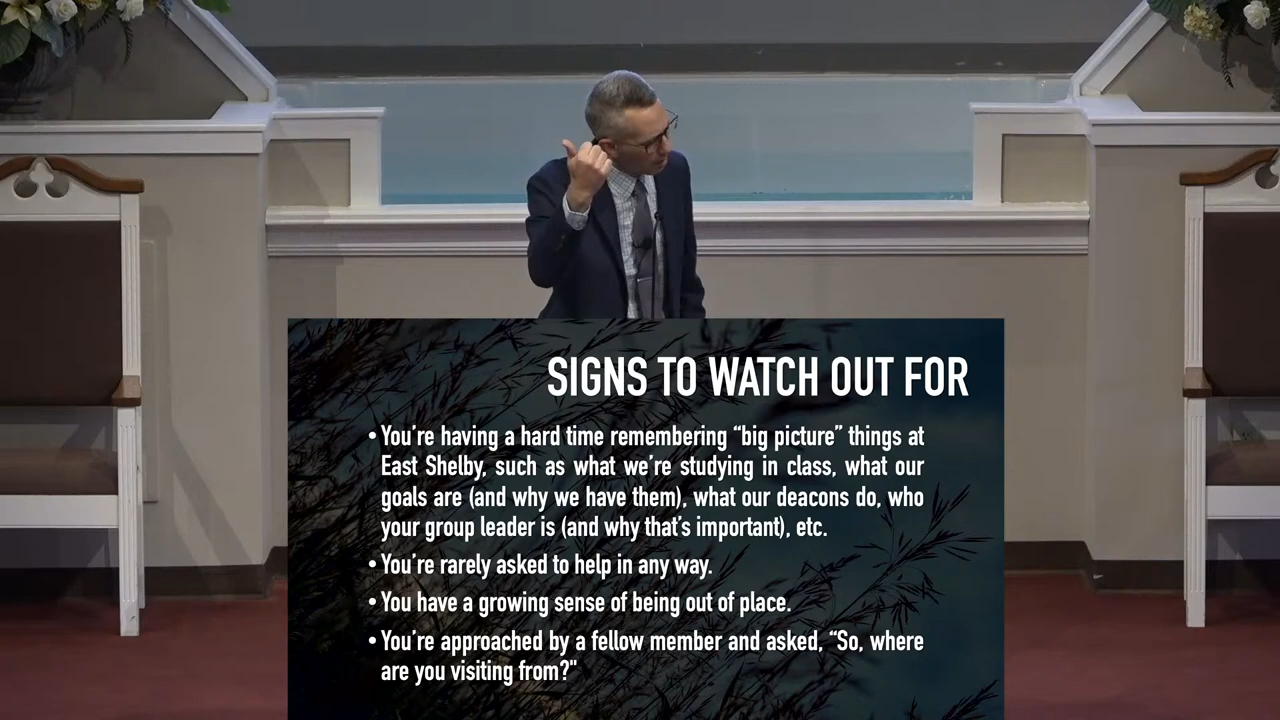 SIGNS TO WATCH OUT FOR
• You're having a hard time remembering “big picture” things at
East Shelby, such as what we're studying in class, what our
goals are (and why we have them), what our deacons do, who
your group leader is (and why that's important), etc.
• You're rarely asked to help in any way.
• You have a growing sense of being out of place.
• You're approached by a fellow member and asked, “So, where
are you visiting from?"